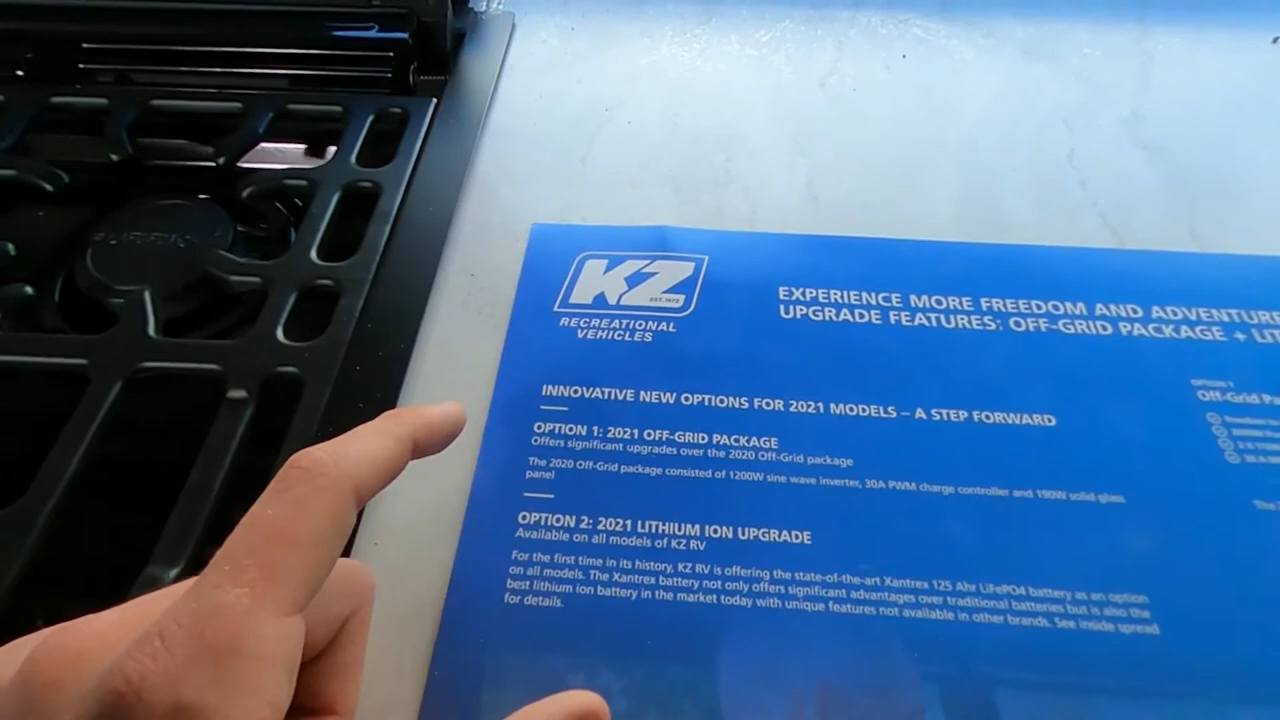 KZ
EST. 1972
RECREATIONAL
VEHICLES
EXPERIENCE MORE FREEDOM AND ADVENTURE
UPGRADE FEATURES: OFF-GRID PACKAGE +
INNOVATIVE NEW OPTIONS FOR 2021 MODELS – A STEP FORWARD
OPTION 1: 2021 OFF-GRID PACKAGE
Offers significant upgrades over the 2020 Off-Grid package
The 2020 Off-Grid package consisted of 1200W sine wave inverter, 30A PWM charge controller and 190W solid glass
panel
OPTION 2: 2021 LITHIUM ION UPGRADE
Available on all models of KZ RV
For the first time in its history, KZ RV is offering the state-of-the-art Xantrex 125 Ahr LiFePO4 battery as an option
on all models. The Xantrex battery not only offers significant advantages over traditional batteries but is also the
best lithium ion battery in the market today with unique features not available in other brands. See inside spread
for details.
OPTION 1
Off-Grid
The